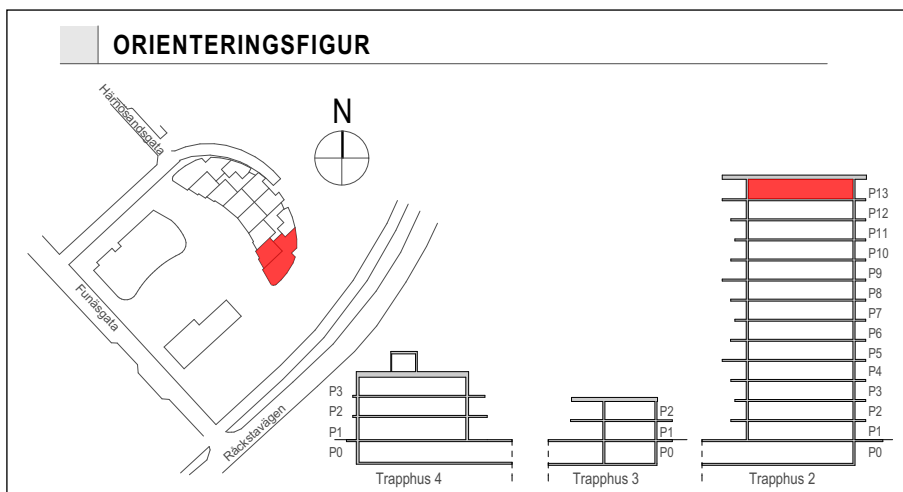 ORIENTERINGSFIGUR
Härnösandsgata
N
Funäsgata
Råckstavägen
P3
P2
P1
P0
Trapphus 4
P2
P1
P0
Trapphus 3
P13
P12
P11
P10
P9
P8
P7
P6
P5
P4
P3
P2
P1
P0
Trapphus 2